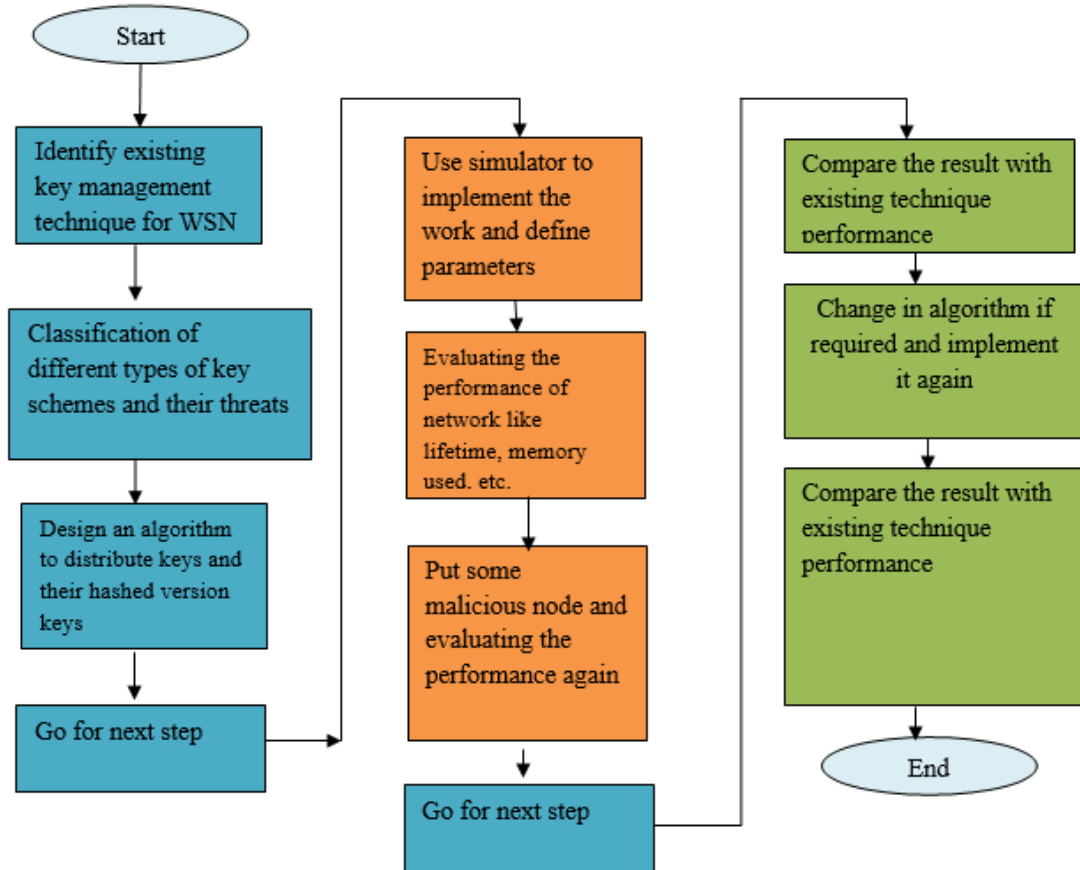 Start
Identify existing
key management
technique for WSN
Classification of
different types of key
schemes and their threats
Design an algorithm
to distribute keys and
their hashed version
keys
Go for next step
Use simulator to
implement the
work and define
parameters
Evaluating the
performance of
network like
lifetime, memory
used. etc.
Put some
malicious node and
evaluating the
performance again
Go for next step
Compare the result with
existing technique
performance
Change in algorithm if
required and implement
it again
Compare the result with
existing technique
performance
End